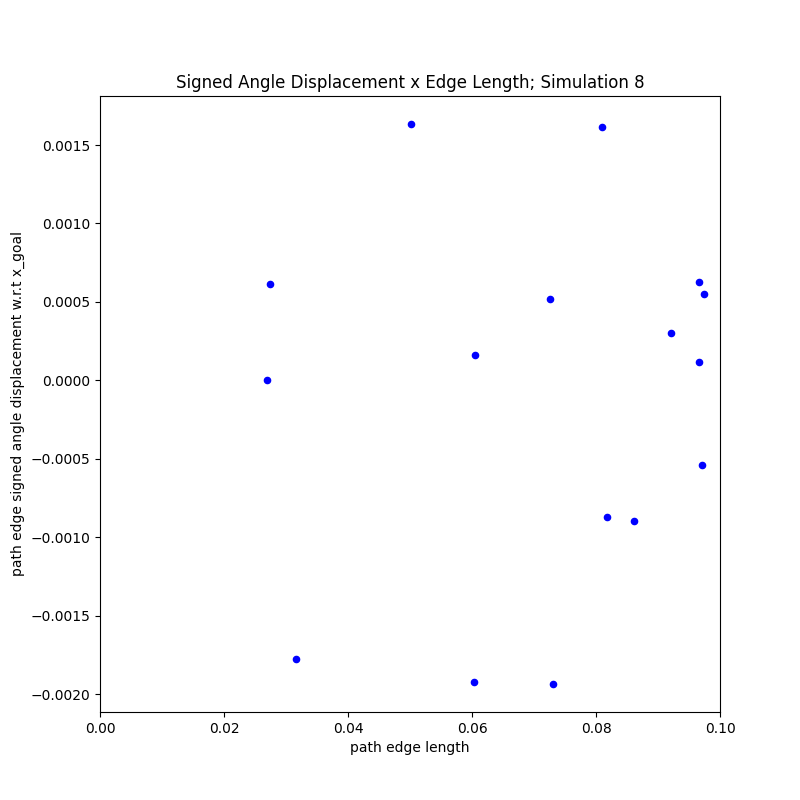 Signed Angle Displacement x Edge Length; Simulation 8
path edge signed angle displacement w.r.t x_goal
0.0015
0.0010
0.0005
0.0000
−0.0005
−0.0010
−0.0015
−0.0020
0.00 0.02 0.04 0.06 0.08 0.10
path edge length